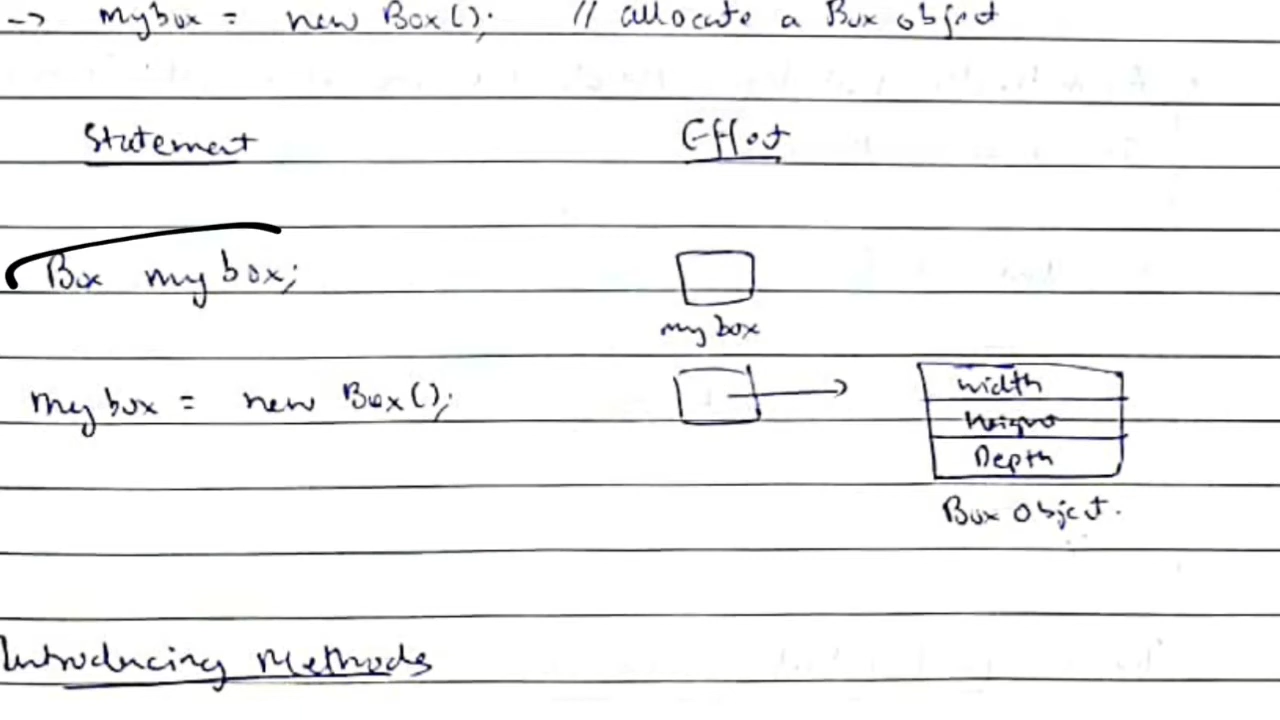 -> mybox = new Box(); // allocate a Box object
Statement Effect
Box mybox;
mybox
mybox = new Box();
width
Height
Depth
Box object.
Introducing Methods